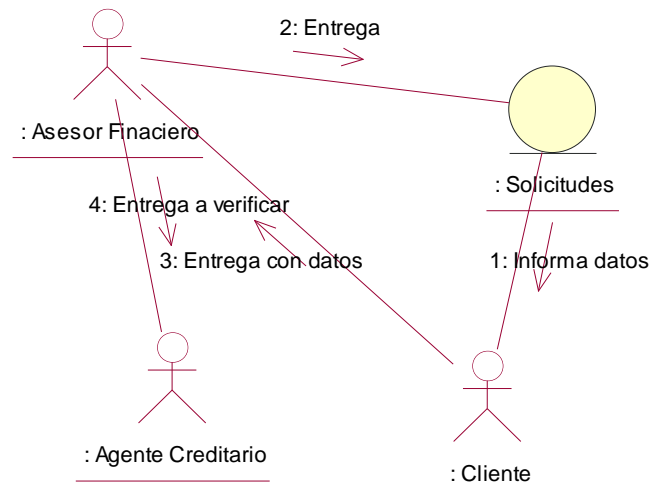 2: Entrega
: Asesor Finaciero
: Solicitudes
4: Entrega a verificar
3: Entrega con datos
1: Informa datos
: Agente Creditario
: Cliente